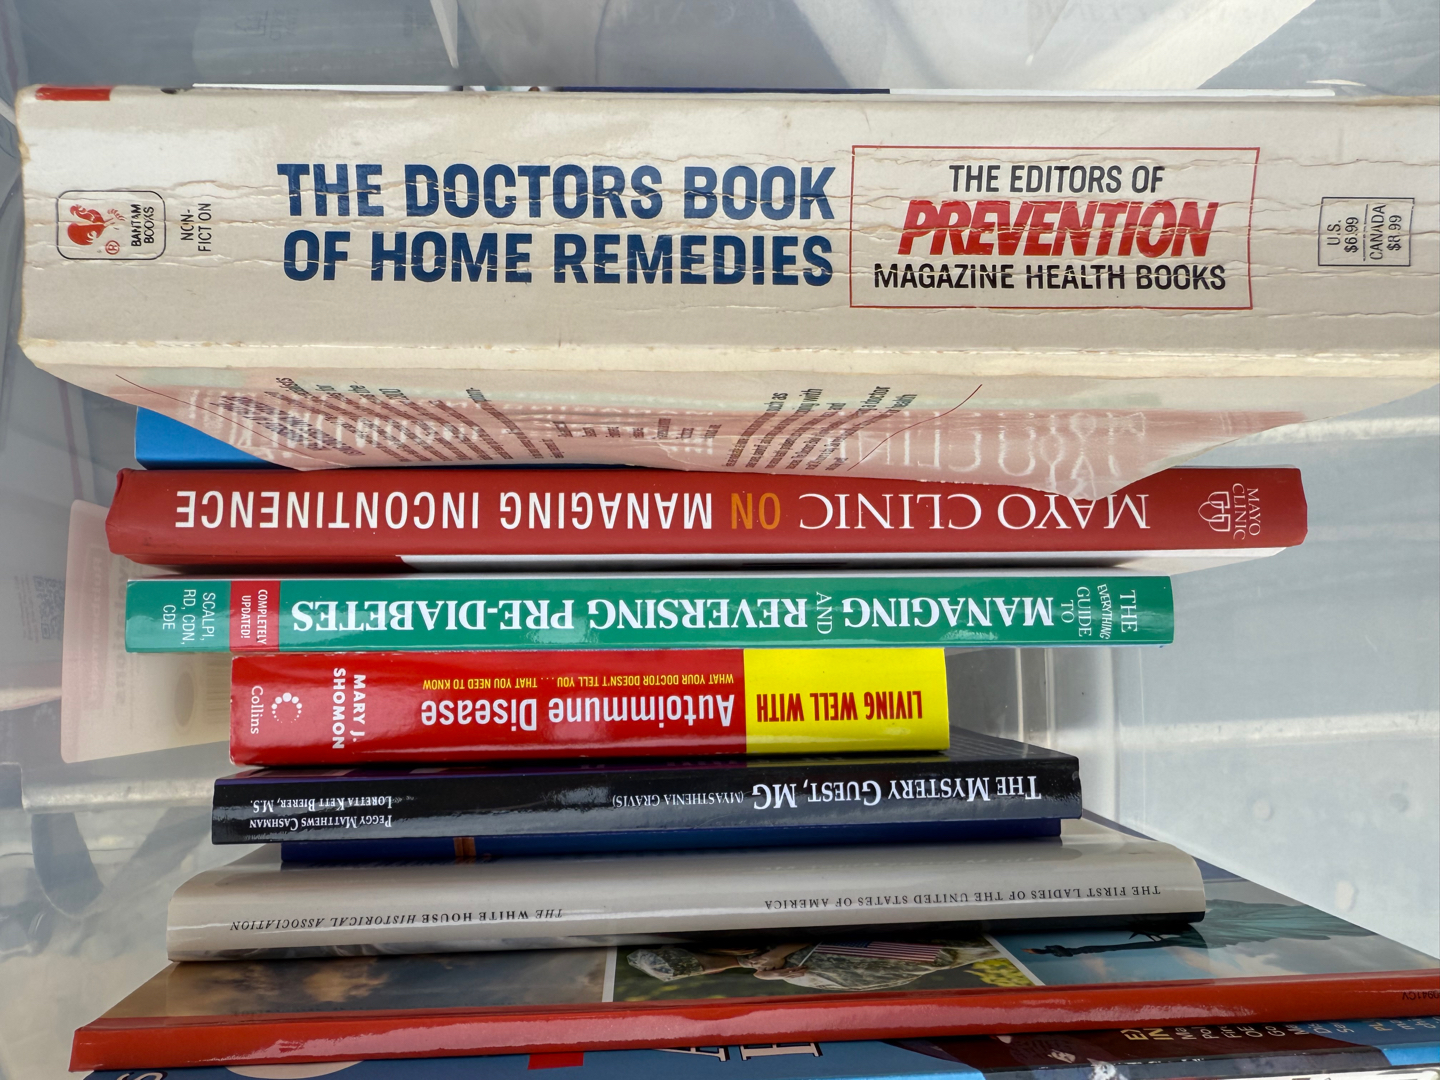 BANTAM
BOOKS
NON-
FICTION
THE DOCTORS BOOK
OF HOME REMEDIES
THE EDITORS OF
PREVENTION
MAGAZINE HEALTH BOOKS
U.S.
$6.99
CANADA
$8.99
MAYO CLINIC ON MANAGING INCONTINENCE
MAYO
CLINIC
THE
EVERYTHING
GUIDE
TO
MANAGING AND REVERSING PRE-DIABETES
COMPLETELY
UPDATED!
SCALPI,
RD, CDN,
CDE
LIVING WELL WITH
Autoimmune Disease
WHAT YOUR DOCTOR DOESN'T TELL YOU . . . . THAT YOU NEED TO KNOW
MARY J.
SHOMON
Collins
THE MYSTERY GUEST, MG (MYASTHENIA GRAVIS)
PEGGY MATTHEWS CASHMAN
LORETTA KEIT BIERER, M.S.
THE FIRST LADIES OF THE UNITED STATES OF AMERICA
THE WHITE HOUSE HISTORICAL ASSOCIATION